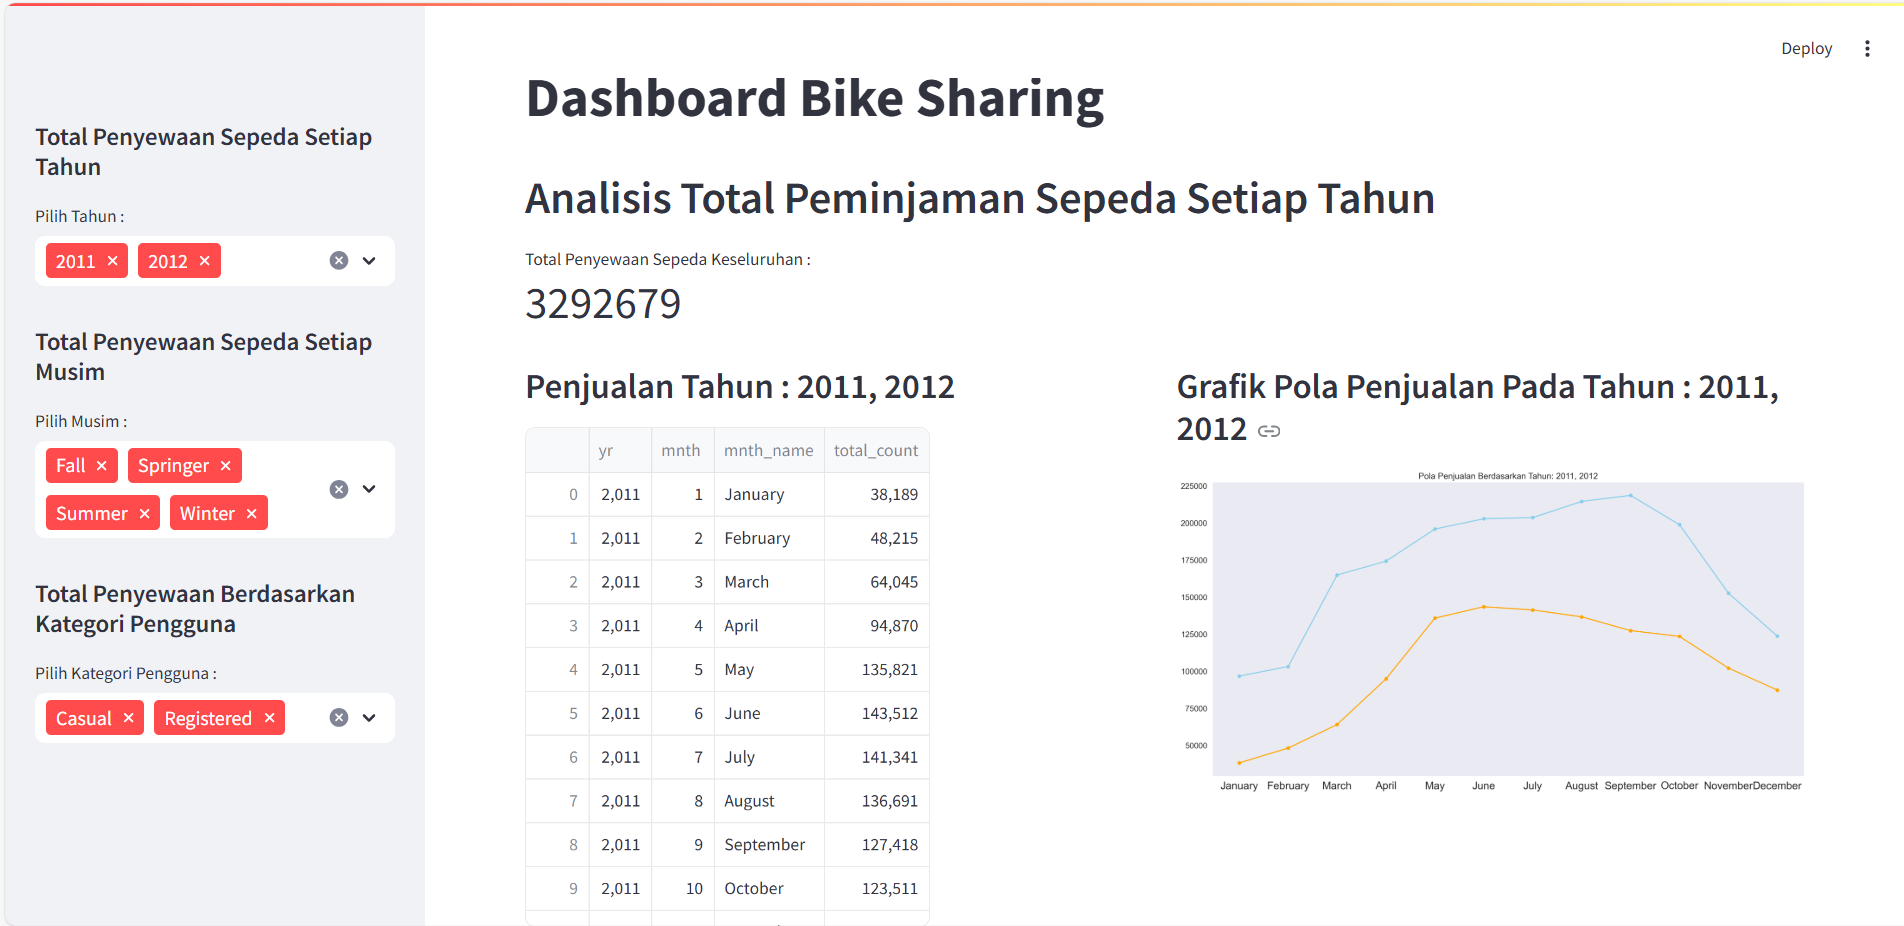 Deploy
Total Penyewaan Sepeda Setiap
Tahun
Pilih Tahun :
2011
2012
Total Penyewaan Sepeda Setiap
Musim
Pilih Musim :
Fall
Springer
Summer
Winter
Total Penyewaan Berdasarkan
Kategori Pengguna
Pilih Kategori Pengguna :
Casual
Registered
Dashboard Bike Sharing
Analisis Total Peminjaman Sepeda Setiap Tahun
Total Penyewaan Sepeda Keseluruhan :
3292679
Penjualan Tahun : 2011, 2012
yr mnth mnth_name total_count
0 2,011 1 January 38,189
1 2,011 2 February 48,215
2 2,011 3 March 64,045
3 2,011 4 April 94,870
4 2,011 5 May 135,821
5 2,011 6 June 143,512
6 2,011 7 July 141,341
7 2,011 8 August 136,691
8 2,011 9 September 127,418
9 2,011 10 October 123,511
Grafik Pola Penjualan Pada Tahun : 2011,
2012
Pola Penjualan Berdasarkan Tahun: 2011, 2012
225000
200000
175000
150000
125000
100000
75000
50000
January February March April May June July August September October November December